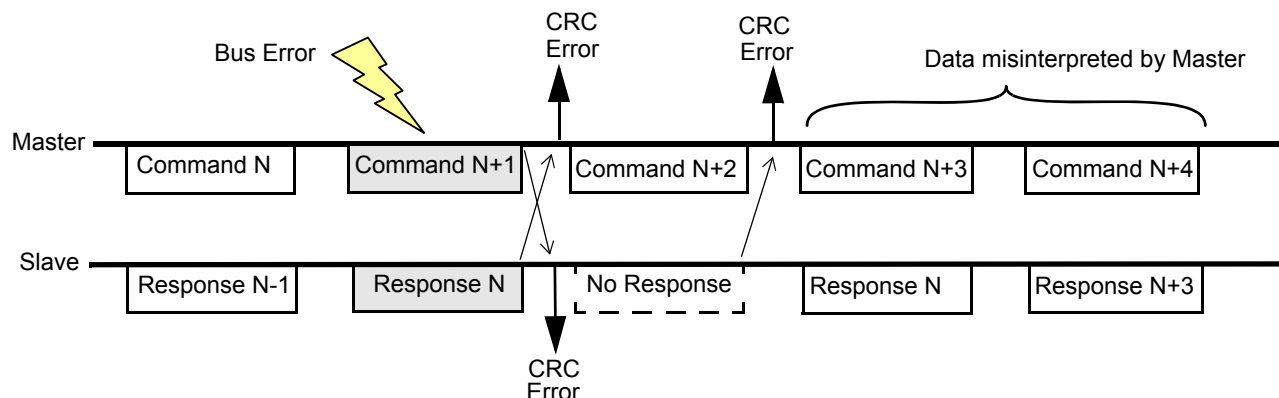 Bus Error
CRC
Error
CRC
Error
Data misinterpreted by Master
Master
Command N
Command N+1
Command N+2
Command N+3
Command N+4
Slave
Response N-1
Response N
No Response
Response N
Response N+3
CRC
Error